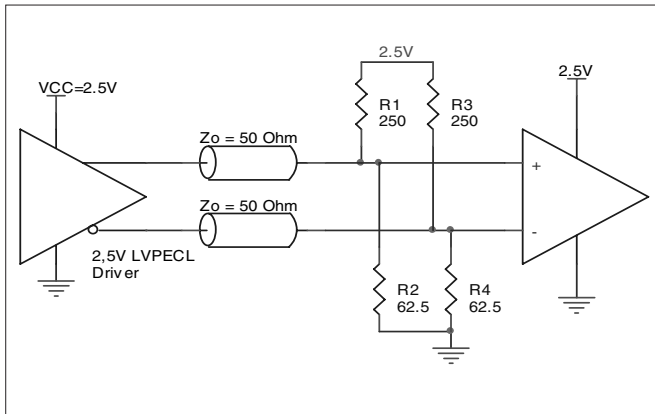 2.5V
VCC=2.5V
2.5V
R1
250
R3
250
Zo = 50 Ohm
+
Zo = 50 Ohm
-
2,5V LVPECL
Driver
R2
62.5
R4
62.5